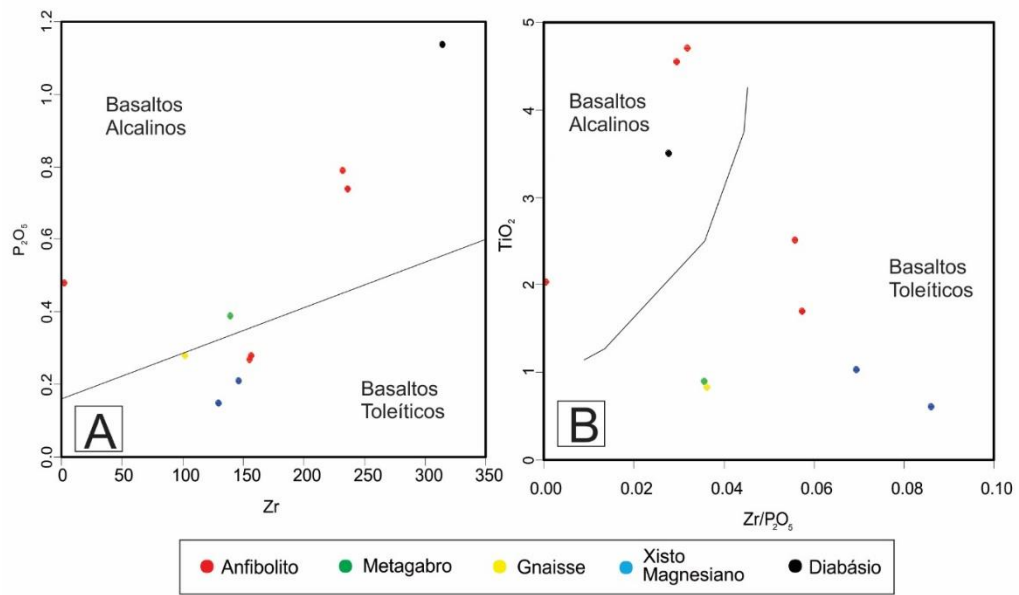 1.2
1.0
0.8
0.6
0.4
0.2
0.0
P₂O₅
Basaltos
Alcalinos
Basaltos
Toleíticos
A
0
50
100
150
200
250
300
350
Zr
5
4
3
2
1
0
TiO₂
Basaltos
Alcalinos
Basaltos
Toleíticos
B
0.00
0.02
0.04
0.06
0.08
0.10
Zr/P₂O₅
Anfibolito
Metagabro
Gnaisse
Xisto
Magnesiano
Diabásio